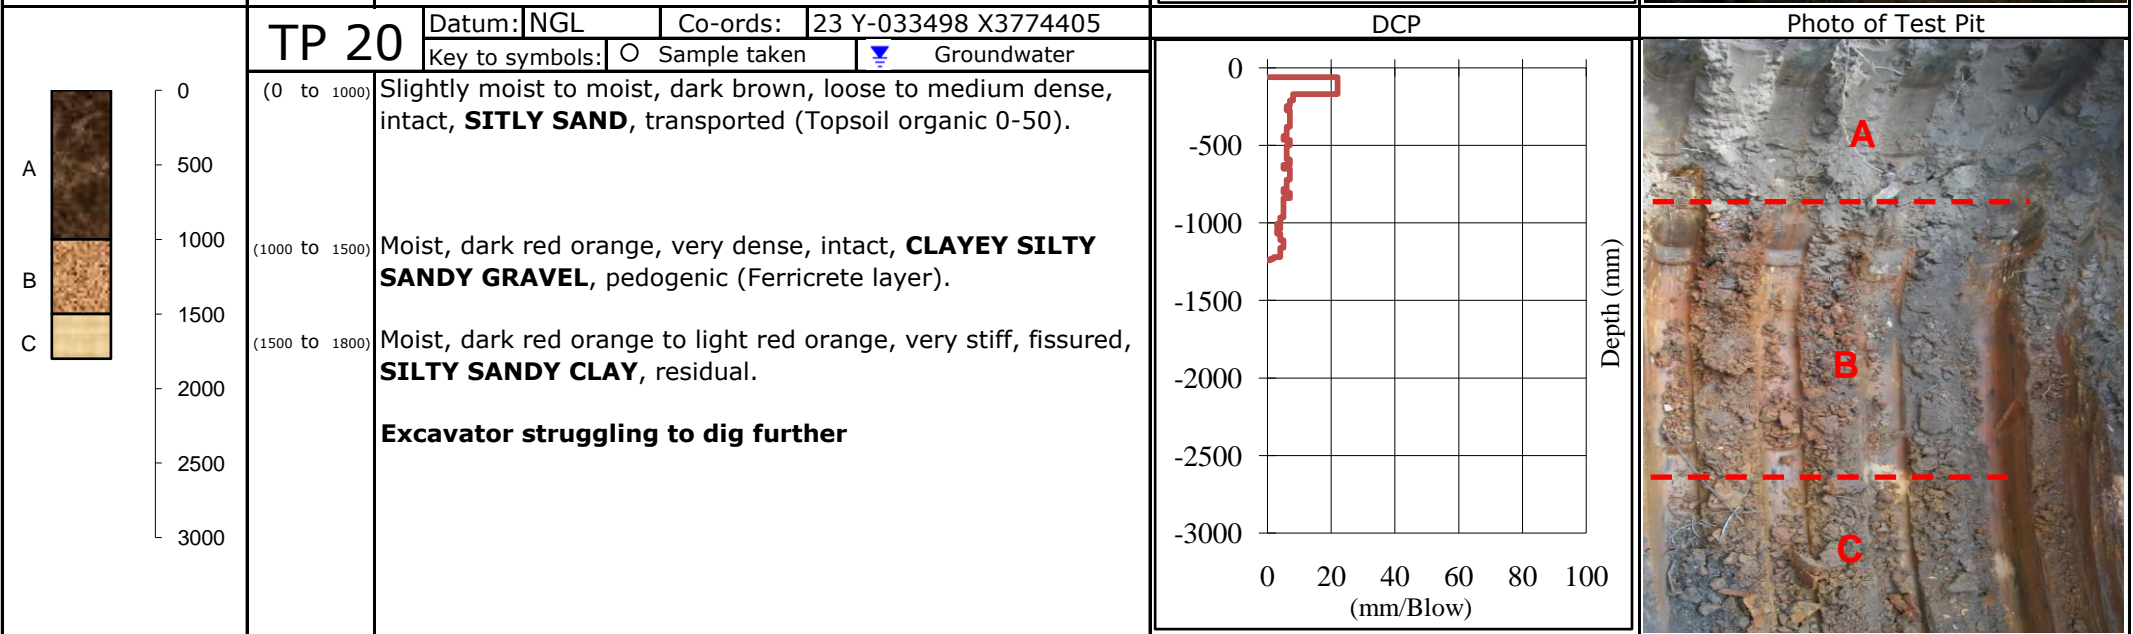 TP 20
Datum: NGL Co-ords: 23 Y-033498 X3774405
Key to symbols: Sample taken Groundwater
DCP
Photo of Test Pit
0
500
1000
1500
2000
2500
3000
A
B
C
(0 to 1000) Slightly moist to moist, dark brown, loose to medium dense,
intact, SITLY SAND, transported (Topsoil organic 0-50).
(1000 to 1500) Moist, dark red orange, very dense, intact, CLAYEY SILTY
SANDY GRAVEL, pedogenic (Ferricrete layer).
(1500 to 1800) Moist, dark red orange to light red orange, very stiff, fissured,
SILTY SANDY CLAY, residual.
Excavator struggling to dig further
0
-500
-1000
-1500
-2000
-2500
-3000
0 20 40 60 80 100
(mm/Blow)
Depth (mm)
A
B
C